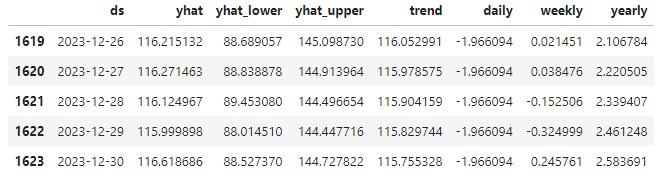 ds yhat yhat_lower yhat_upper trend daily weekly yearly
1619 2023-12-26 116.215132 88.689057 145.098730 116.052991 -1.966094 0.021451 2.106784
1620 2023-12-27 116.271463 88.838878 144.913964 115.978575 -1.966094 0.038476 2.220505
1621 2023-12-28 116.124967 89.453080 144.496654 115.904159 -1.966094 -0.152506 2.339407
1622 2023-12-29 115.999898 88.014510 144.447716 115.829744 -1.966094 -0.324999 2.461248
1623 2023-12-30 116.618686 88.527370 144.727822 115.755328 -1.966094 0.245761 2.583691